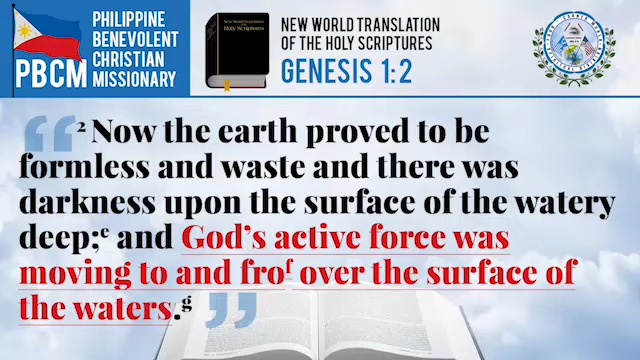 PHILIPPINE
BENEVOLENT
CHRISTIAN
MISSIONARY
PBCM
New World Translation
of the
Holy Scriptures
NEW WORLD TRANSLATION
OF THE HOLY SCRIPTURES
GENESIS 1:2
“ ² Now the earth proved to be
formless and waste and there was
darkness upon the surface of the watery
deep;ᵉ and God’s active force was
moving to and froᶠ over the surface of
the waters.ᵍ ”